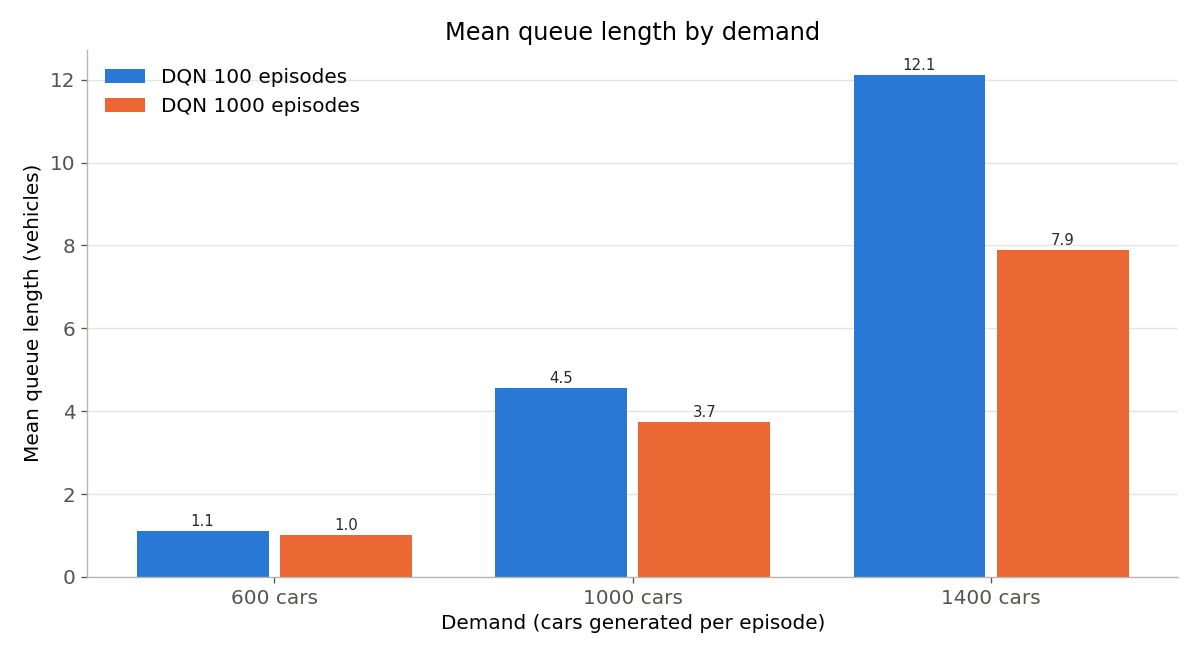 Mean queue length by demand
DQN 100 episodes
DQN 1000 episodes
Mean queue length (vehicles)
12
10
8
6
4
2
0
1.1
1.0
4.5
3.7
12.1
7.9
600 cars
1000 cars
1400 cars
Demand (cars generated per episode)